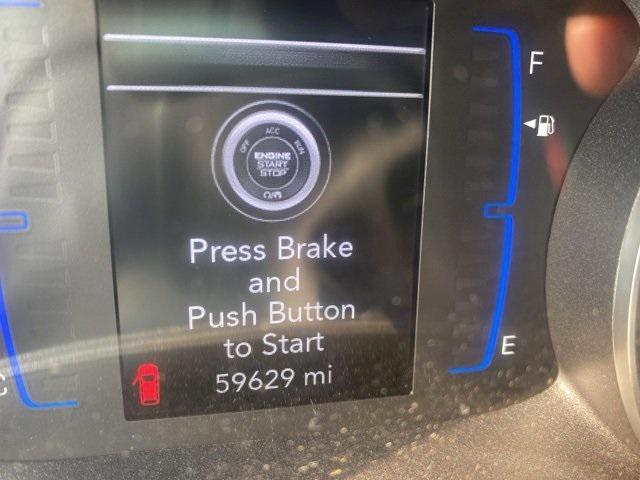 F
OFF ACC RUN
ENGINE
START
STOP
Press Brake
and
Push Button
to Start
59629 mi
E
C